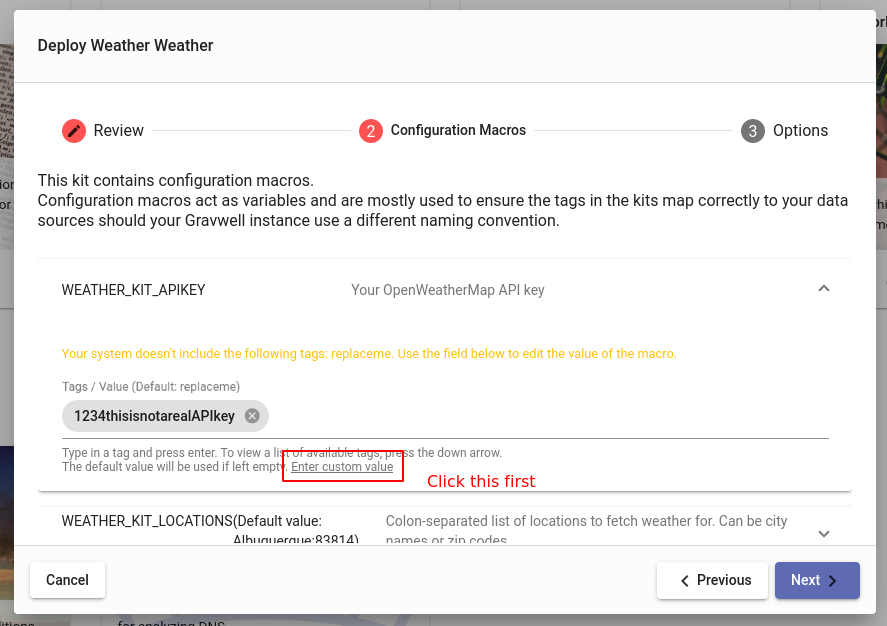 Deploy Weather Weather
Review
2
Configuration Macros
3
Options
This kit contains configuration macros.
Configuration macros act as variables and are mostly used to ensure the tags in the kits map correctly to your data
sources should your Gravwell instance use a different naming convention.
WEATHER_KIT_APIKEY
Your OpenWeatherMap API key
Your system doesn't include the following tags: replaceme. Use the field below to edit the value of the macro.
Tags / Value (Default: replaceme)
1234thisisnotarealAPIkey
Type in a tag and press enter. To view a list of available tags, press the down arrow.
The default value will be used if left empty. Enter custom value
Click this first
WEATHER_KIT_LOCATIONS(Default value:
Albuquerque:83814)
Colon-separated list of locations to fetch weather for. Can be city
names or zip codes
Cancel
Previous
Next
for analyzing DNS